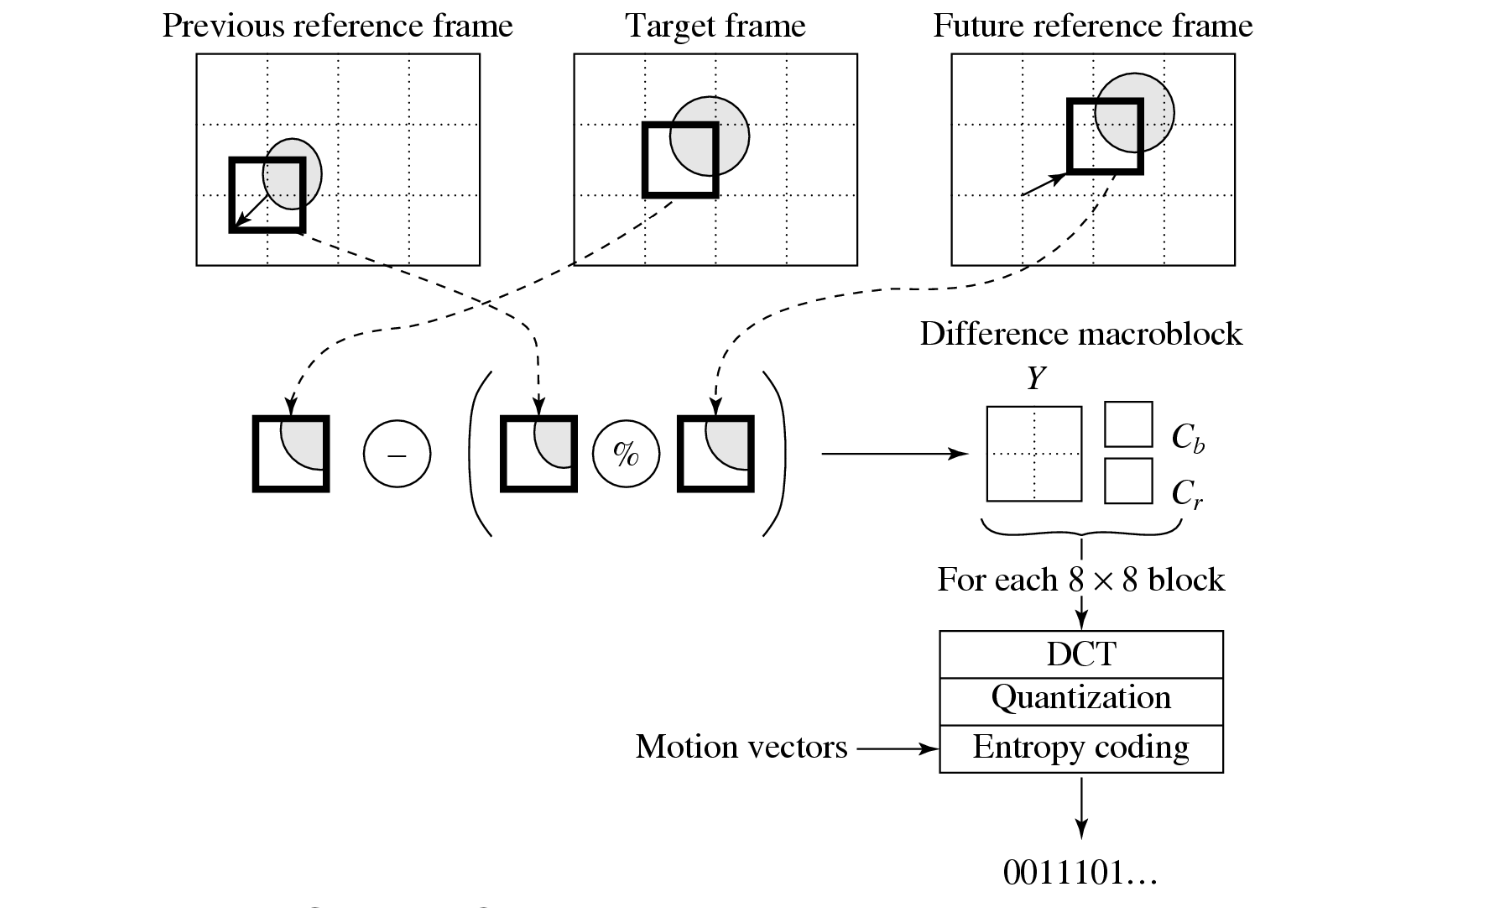 Previous reference frame
Target frame
Future reference frame
Difference macroblock
Y
–
%
C_b
C_r
For each 8 × 8 block
DCT
Quantization
Motion vectors
Entropy coding
0011101…